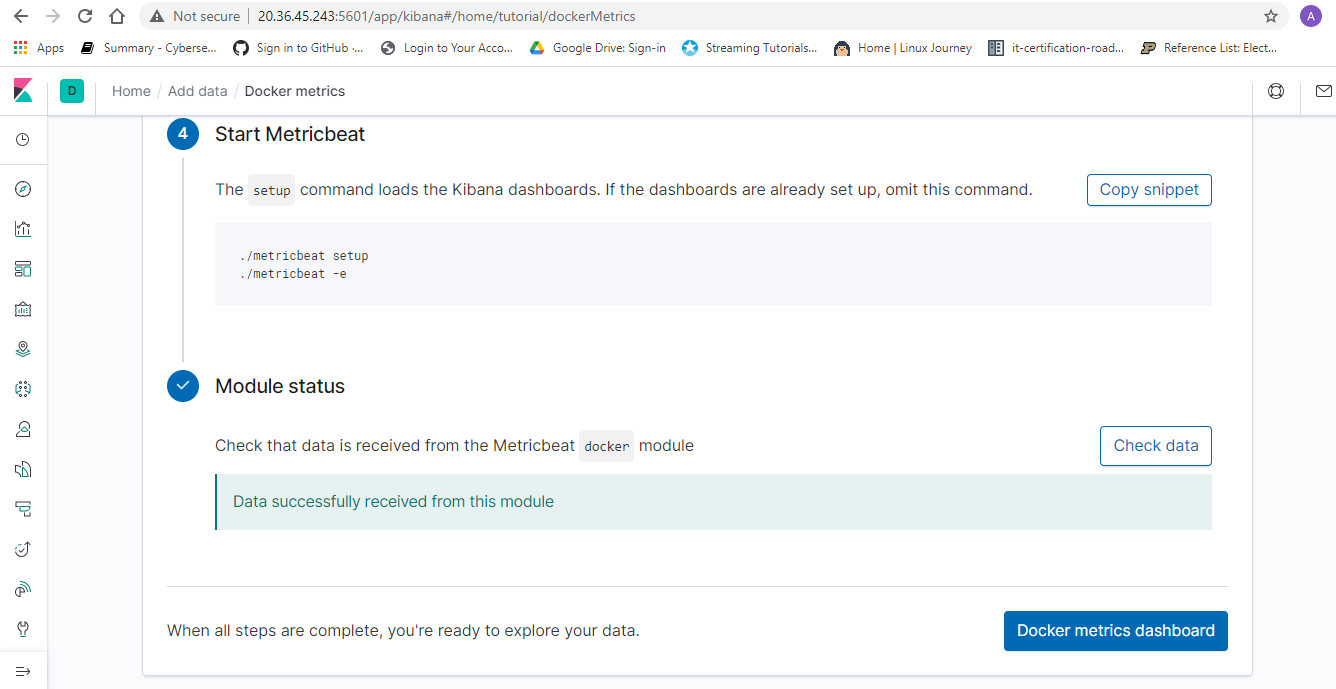 Not secure 20.36.45.243:5601/app/kibana#/home/tutorial/dockerMetrics A
Apps Summary - Cyberse... Sign in to GitHub ·... Login to Your Acco... Google Drive: Sign-in Streaming Tutorials... Home | Linux Journey it-certification-road... Reference List: Elect...
D Home / Add data / Docker metrics
4 Start Metricbeat
The setup command loads the Kibana dashboards. If the dashboards are already set up, omit this command. Copy snippet
./metricbeat setup
./metricbeat -e
Module status
Check that data is received from the Metricbeat docker module Check data
Data successfully received from this module
When all steps are complete, you're ready to explore your data. Docker metrics dashboard